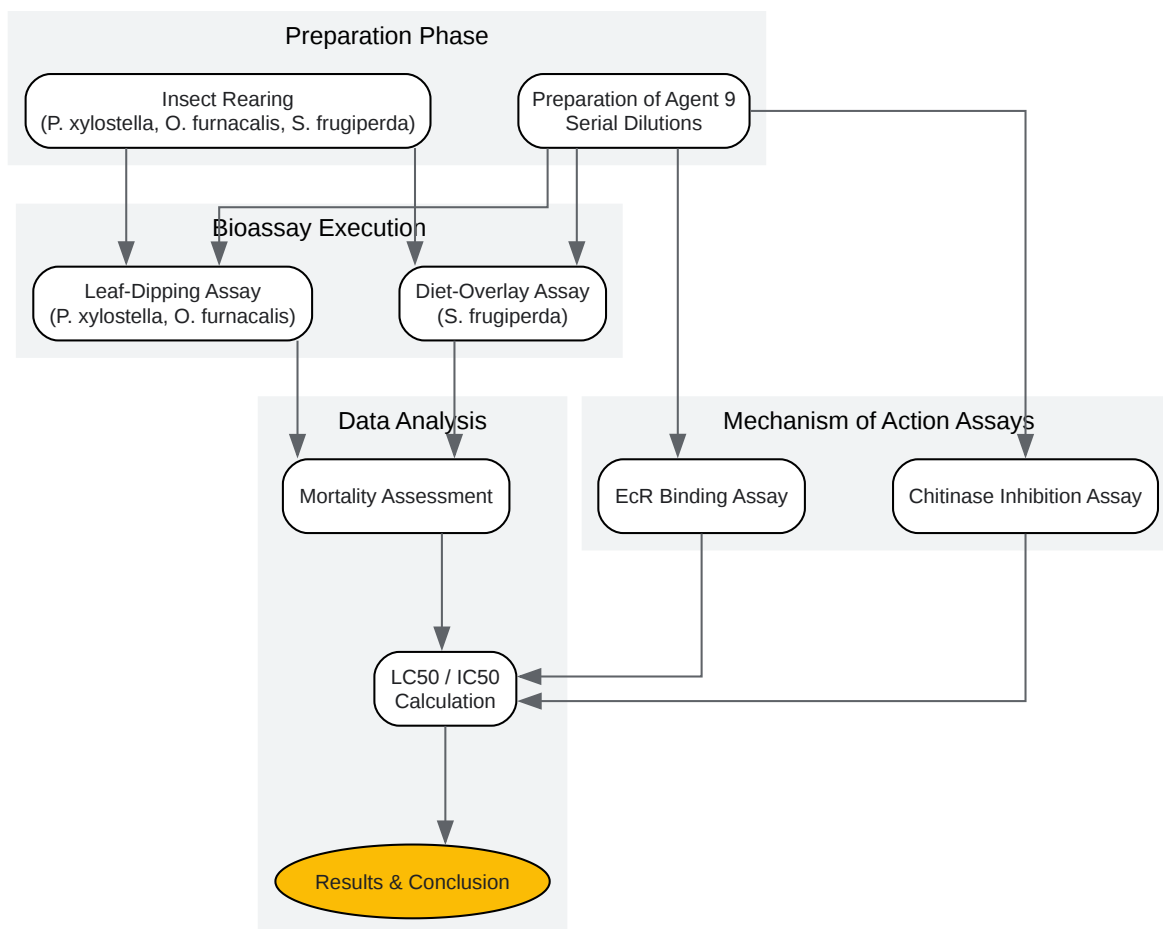 Preparation Phase
Insect Rearing
(P. xylostella, O. furnacalis, S. frugiperda)
Preparation of Agent 9
Serial Dilutions
Bioassay Execution
Leaf-Dipping Assay
(P. xylostella, O. furnacalis)
Diet-Overlay Assay
(S. frugiperda)
Data Analysis
Mechanism of Action Assays
Mortality Assessment
EcR Binding Assay
Chitinase Inhibition Assay
LC50 / IC50
Calculation
Results & Conclusion